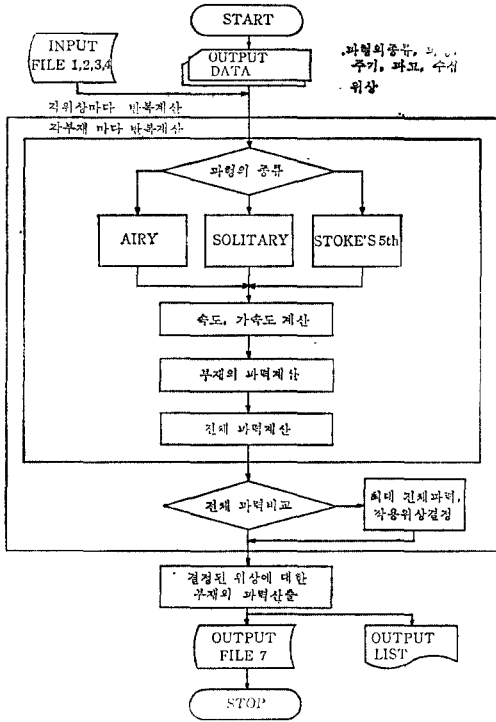 START
INPUT
FILE 1,2,3,4
OUTPUT
DATA
.파형의종류,
주기, 파고, 수심
위상
각위상마다 반복계산
각부재 마다 반복계산
파형의 종류
AIRY
SOLITARY
STOKE'S 5th
속도, 가속도 계산
부재의 파력계산
전체 파력계산
전체 파력비교
최대 전체파력,
작용위상결정
결정된 위상에 대한
부재의 파력산출
OUTPUT
FILE 7
OUTPUT
LIST
STOP